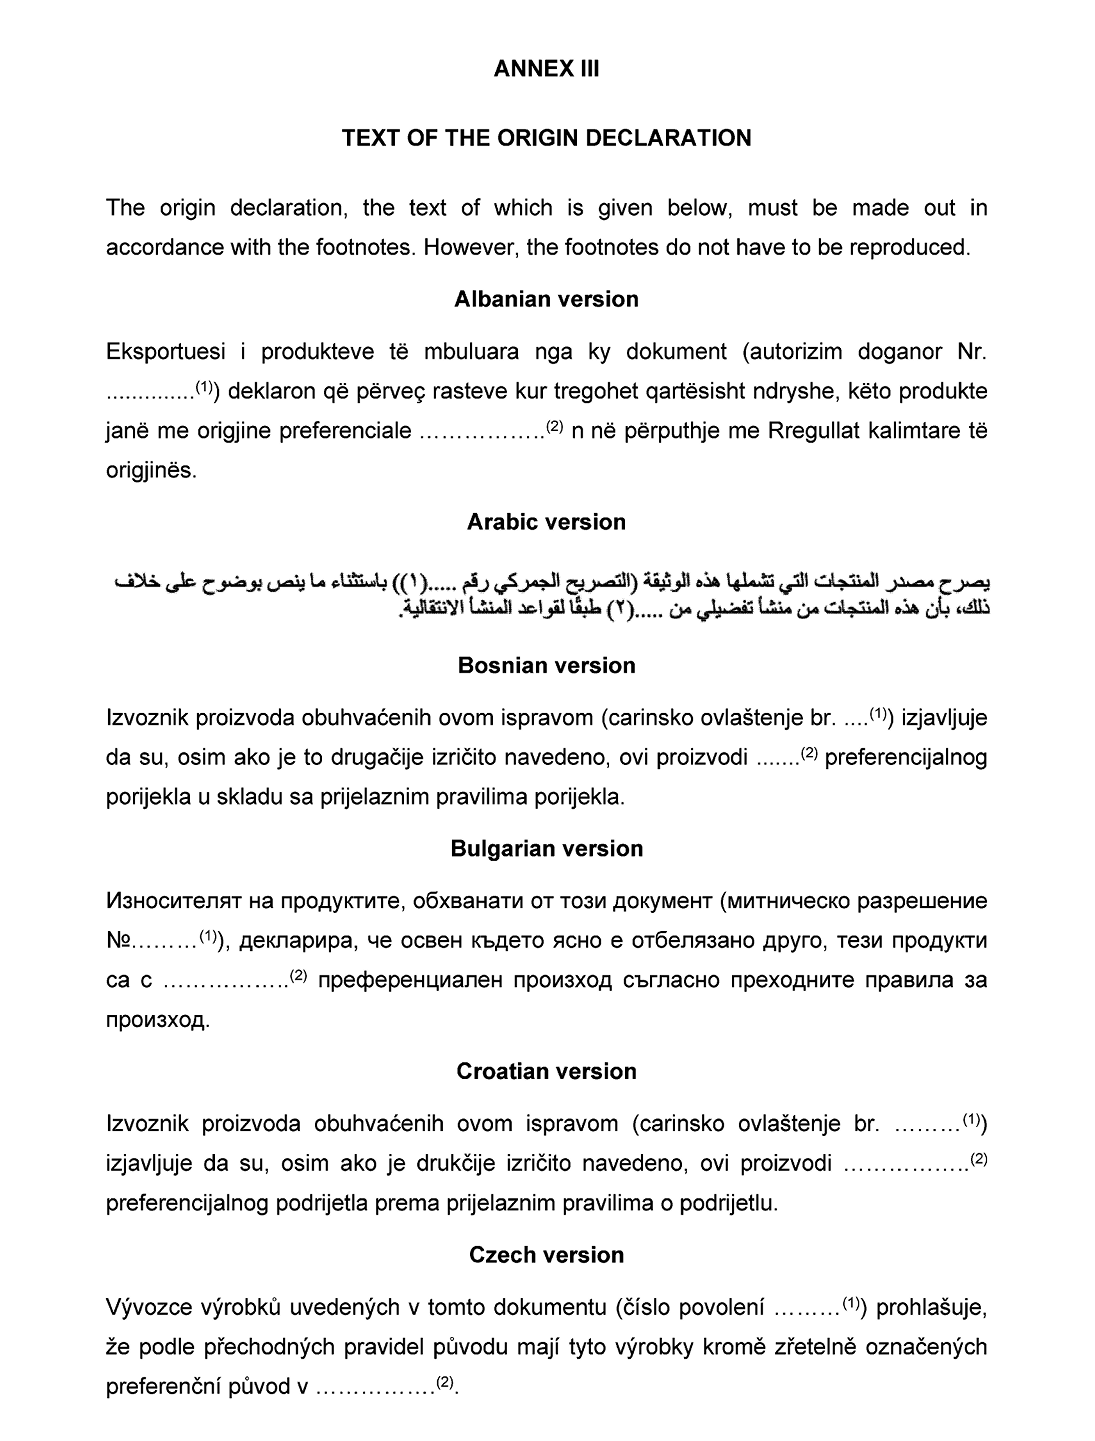 ANNEX III
TEXT OF THE ORIGIN DECLARATION
The origin declaration, the text of which is given below, must be made out in
accordance with the footnotes. However, the footnotes do not have to be reproduced.
Albanian version
Eksportuesi i produkteve të mbuluara nga ky dokument (autorizim doganor Nr.
..............(1)) deklaron që përveç rasteve kur tregohet qartësisht ndryshe, këto produkte
janë me origjine preferenciale ……………..(2) n në përputhje me Rregullat kalimtare të
origjinës.
Arabic version
يصرح مصدر المنتجات التي تشملها هذه الوثيقة (التصريح الجمركي رقم .....(١)) باستثناء ما ينص بوضوح على خلاف
ذلك، بأن هذه المنتجات من منشأ تفضيلي من .....(٢) طبقًا لقواعد المنشأ الانتقالية.
Bosnian version
Izvoznik proizvoda obuhvaćenih ovom ispravom (carinsko ovlaštenje br. ....(1)) izjavljuje
da su, osim ako je to drugačije izričito navedeno, ovi proizvodi .......(2) preferencijalnog
porijekla u skladu sa prijelaznim pravilima porijekla.
Bulgarian version
Износителят на продуктите, обхванати от този документ (митническо разрешение
№………(1)), декларира, че освен където ясно е отбелязано друго, тези продукти
са с ……………..(2) преференциален произход съгласно преходните правила за
произход.
Croatian version
Izvoznik proizvoda obuhvaćenih ovom ispravom (carinsko ovlaštenje br. ………(1))
izjavljuje da su, osim ako je drukčije izričito navedeno, ovi proizvodi ……………..(2)
preferencijalnog podrijetla prema prijelaznim pravilima o podrijetlu.
Czech version
Vývozce výrobků uvedených v tomto dokumentu (číslo povolení ………(1)) prohlašuje,
že podle přechodných pravidel původu mají tyto výrobky kromě zřetelně označených
preferenční původ v …………….(2).